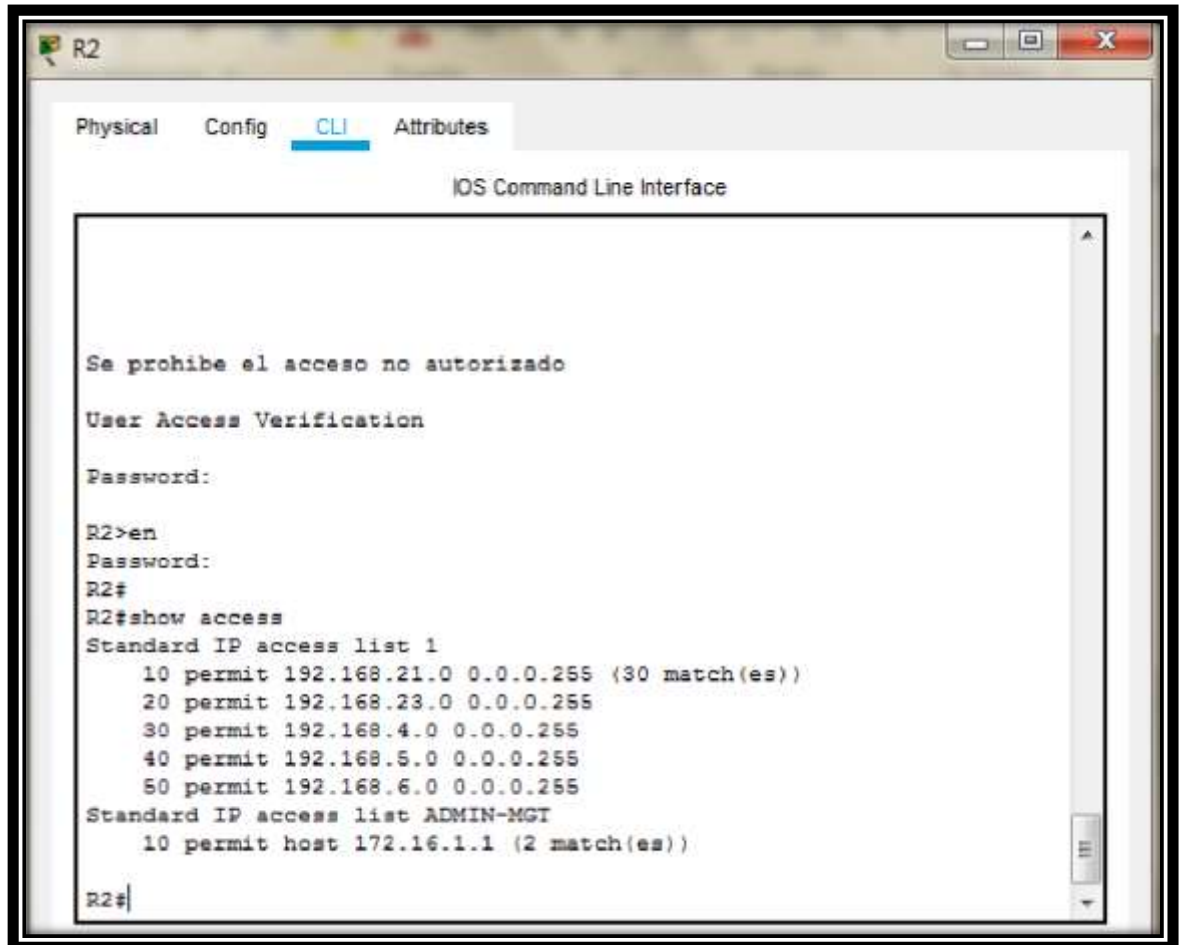 R2
Physical Config CLI Attributes
IOS Command Line Interface
Se prohibe el acceso no autorizado
User Access Verification
Password:
R2>en
Password:
R2#
R2#show access
Standard IP access list 1
10 permit 192.168.21.0 0.0.0.255 (30 match(es))
20 permit 192.168.23.0 0.0.0.255
30 permit 192.168.4.0 0.0.0.255
40 permit 192.168.5.0 0.0.0.255
50 permit 192.168.6.0 0.0.0.255
Standard IP access list ADMIN-MGT
10 permit host 172.16.1.1 (2 match(es))
R2#